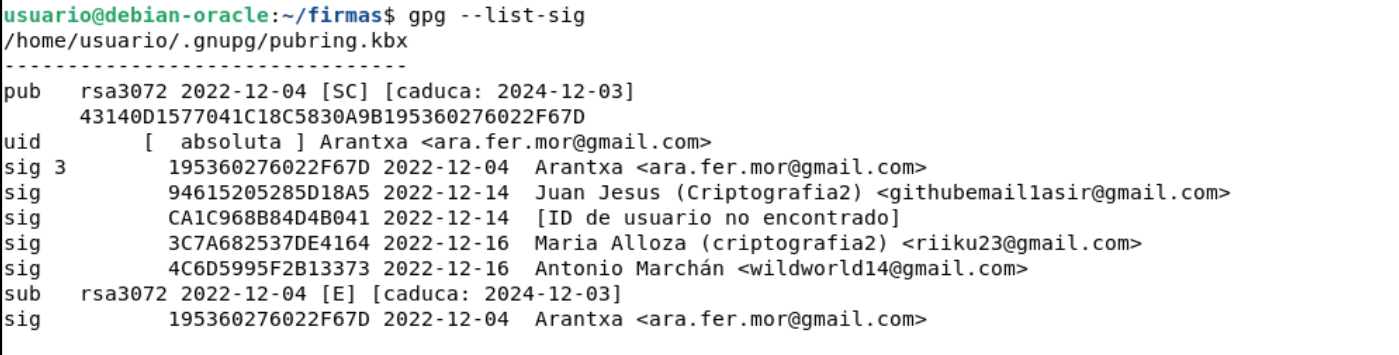 usuario@debian-oracle:~/firmas$ gpg --list-sig
/home/usuario/.gnupg/pubring.kbx
--------------------------------
pub   rsa3072 2022-12-04 [SC] [caduca: 2024-12-03]
      43140D1577041C18C5830A9B195360276022F67D
uid        [  absoluta ] Arantxa <ara.fer.mor@gmail.com>
sig 3        195360276022F67D 2022-12-04  Arantxa <ara.fer.mor@gmail.com>
sig          94615205285D18A5 2022-12-14  Juan Jesus (Criptografia2) <githubemail1asir@gmail.com>
sig          CA1C968B84D4B041 2022-12-14  [ID de usuario no encontrado]
sig          3C7A682537DE4164 2022-12-16  Maria Alloza (criptografia2) <riiku23@gmail.com>
sig          4C6D5995F2B13373 2022-12-16  Antonio Marchán <wildworld14@gmail.com>
sub   rsa3072 2022-12-04 [E] [caduca: 2024-12-03]
sig          195360276022F67D 2022-12-04  Arantxa <ara.fer.mor@gmail.com>